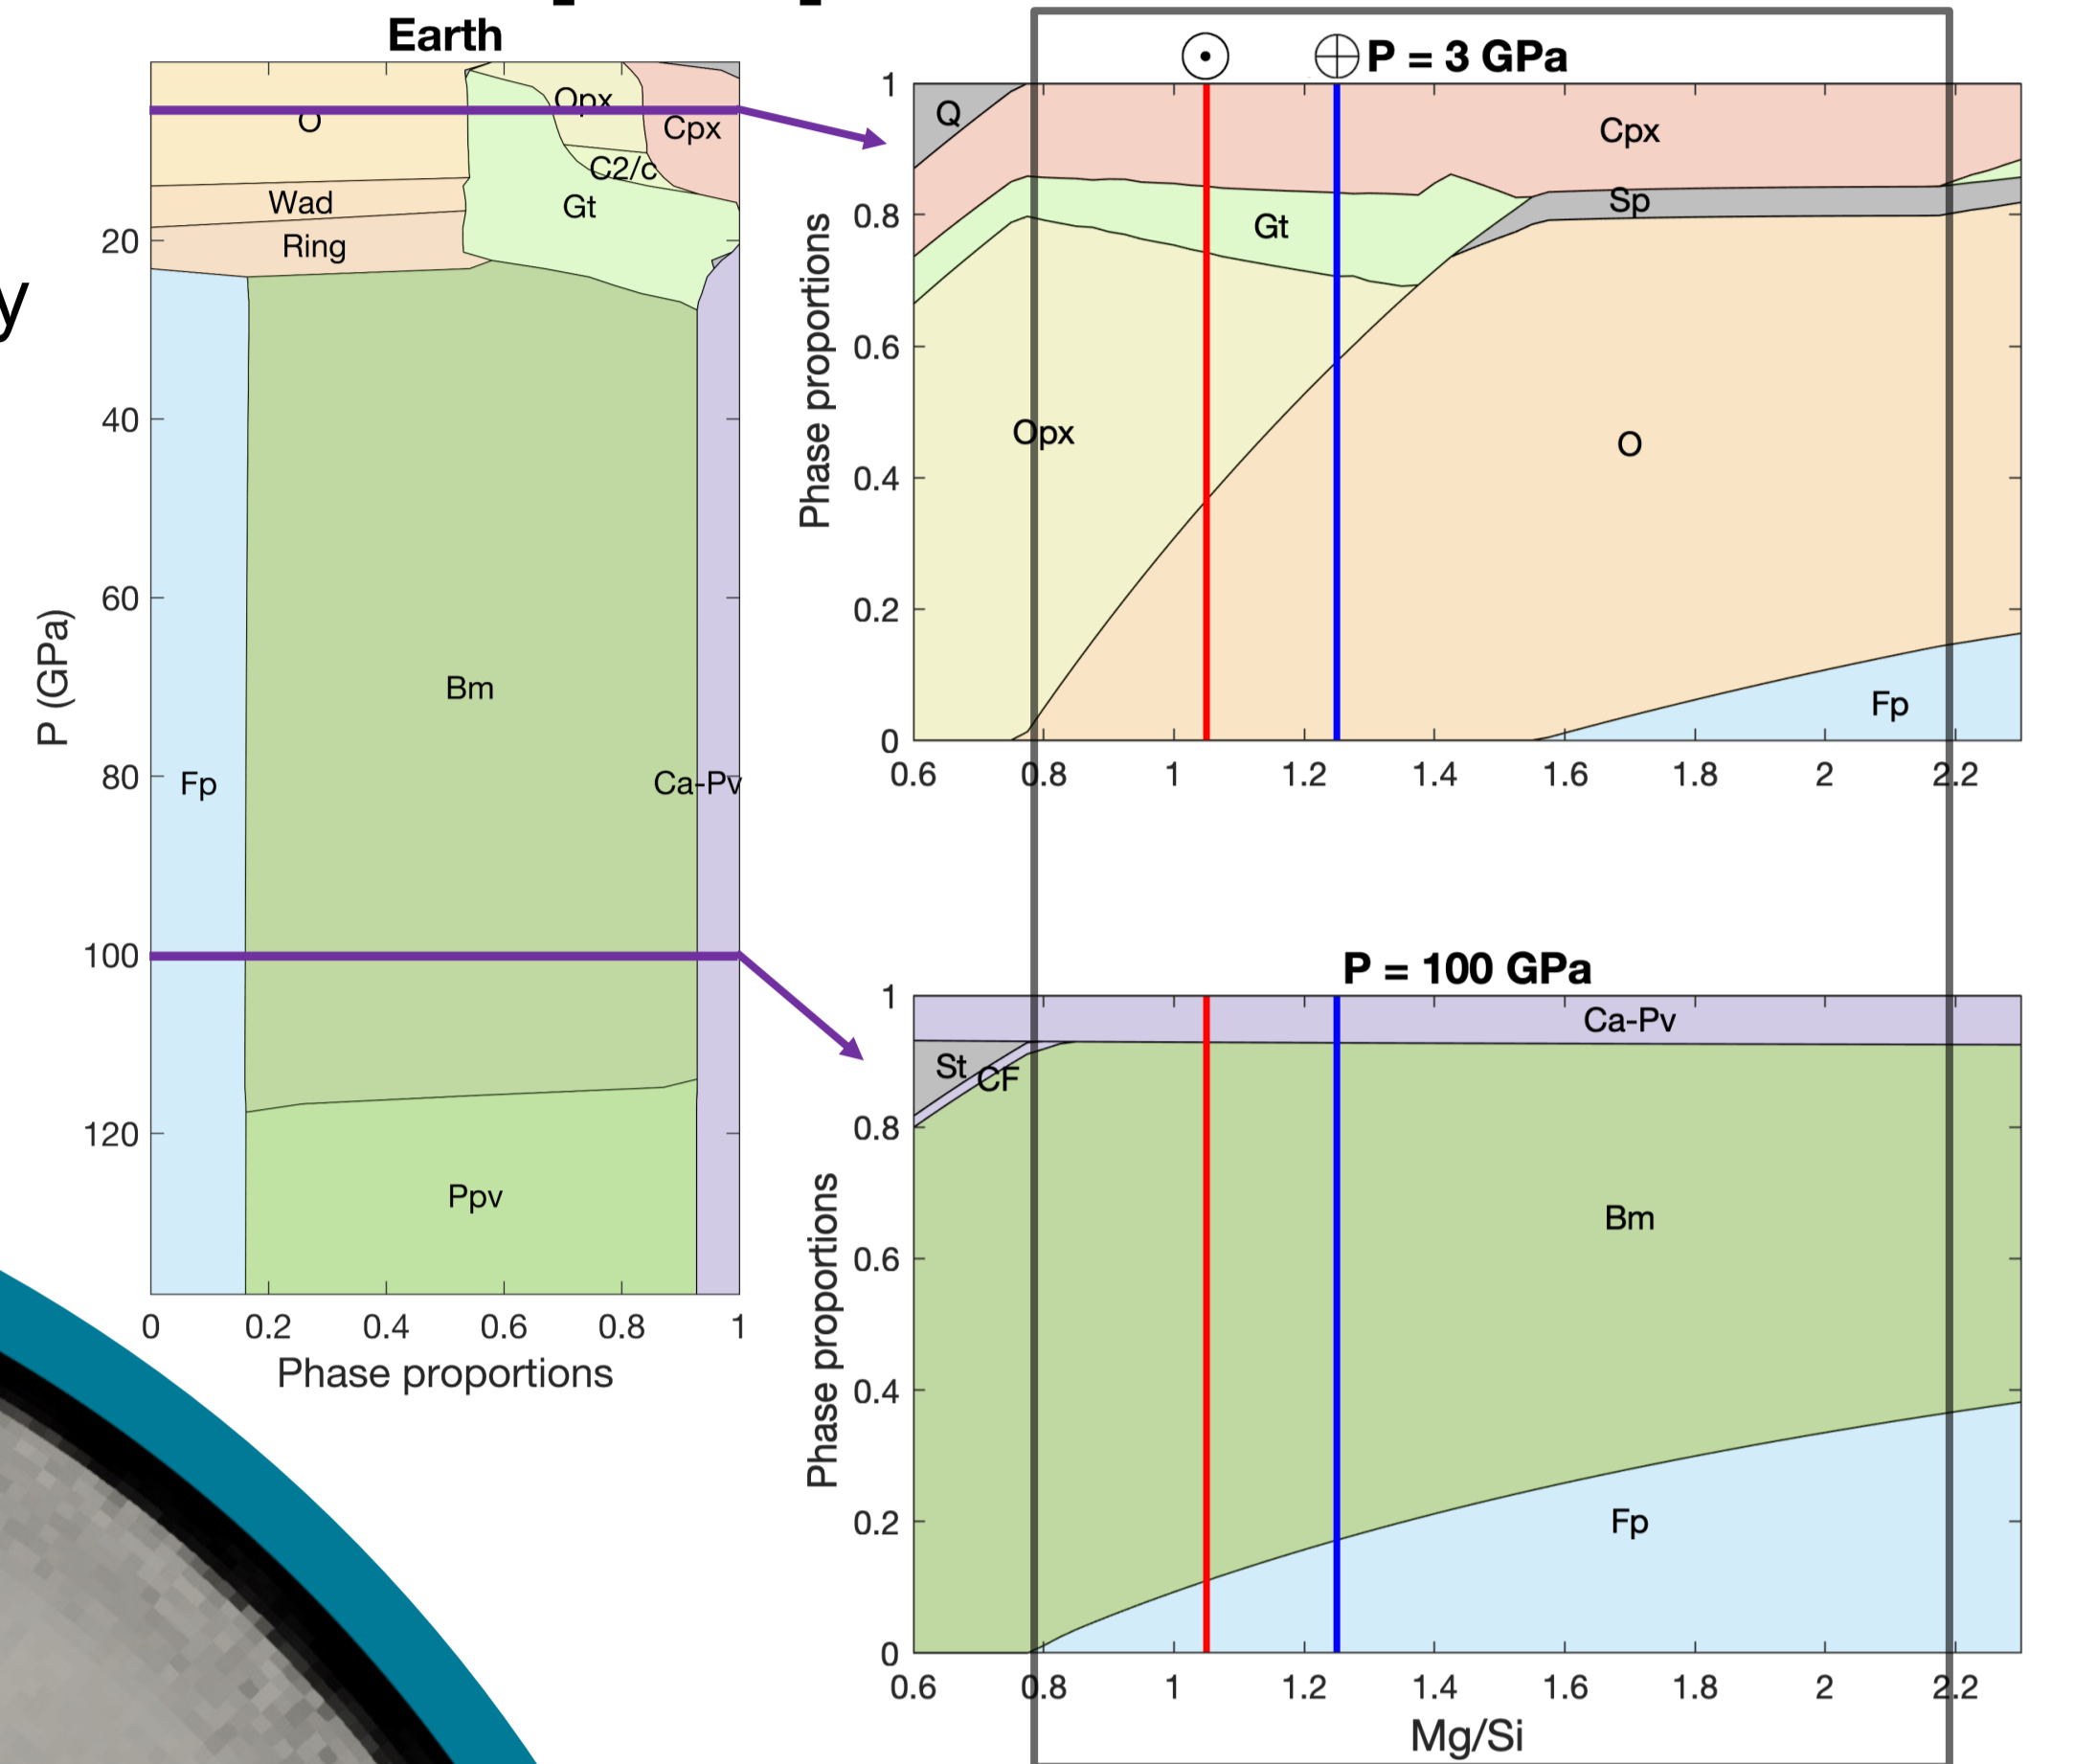 y
Earth
O
Opx
Cpx
C2/c
Wad
Gt
Ring
Bm
Fp
Ca-Pv
Ppv
20
40
60
80
100
120
P (GPa)
0 0.2 0.4 0.6 0.8 1
Phase proportions
P = 3 GPa
Q
Cpx
Sp
Gt
Opx
O
Fp
1
0.8
0.6
0.4
0.2
0
Phase proportions
0.6 0.8 1 1.2 1.4 1.6 1.8 2 2.2
P = 100 GPa
Ca-Pv
St
CF
Bm
Fp
1
0.8
0.6
0.4
0.2
0
Phase proportions
0.6 0.8 1 1.2 1.4 1.6 1.8 2 2.2
Mg/Si